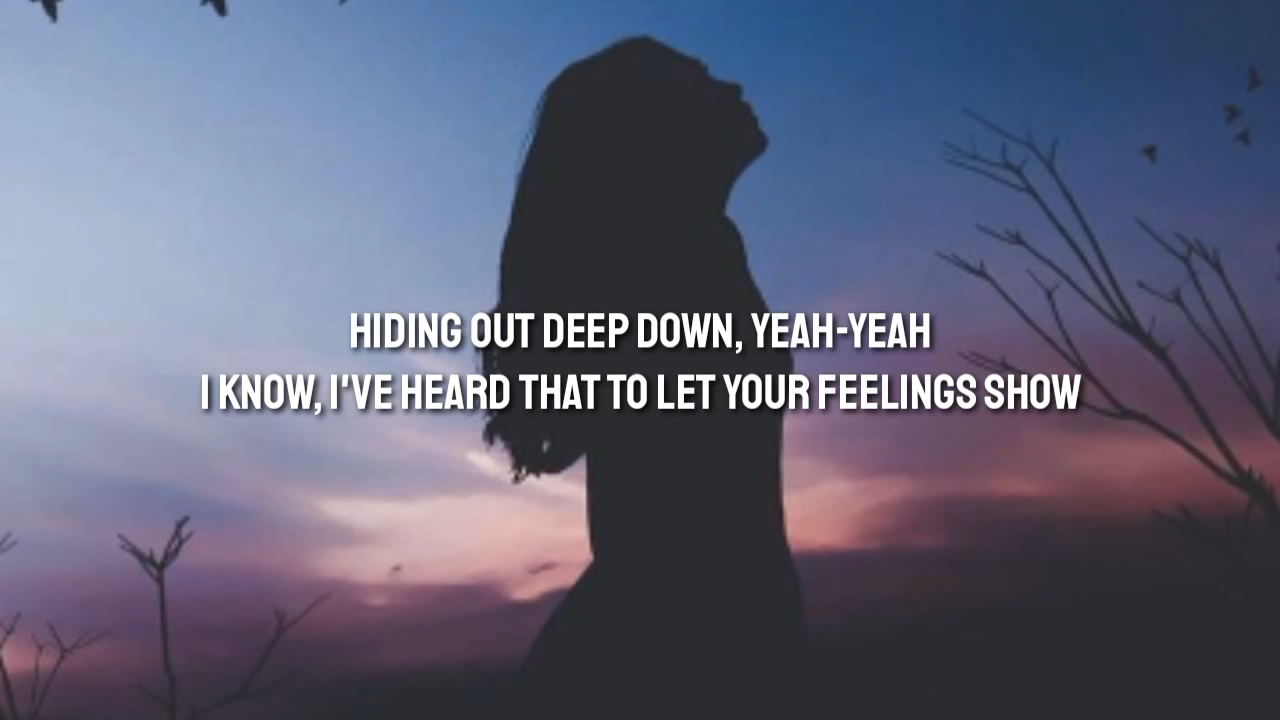 HIDING OUT DEEP DOWN, YEAH-YEAH
I KNOW, I'VE HEARD THAT TO LET YOUR FEELINGS SHOW